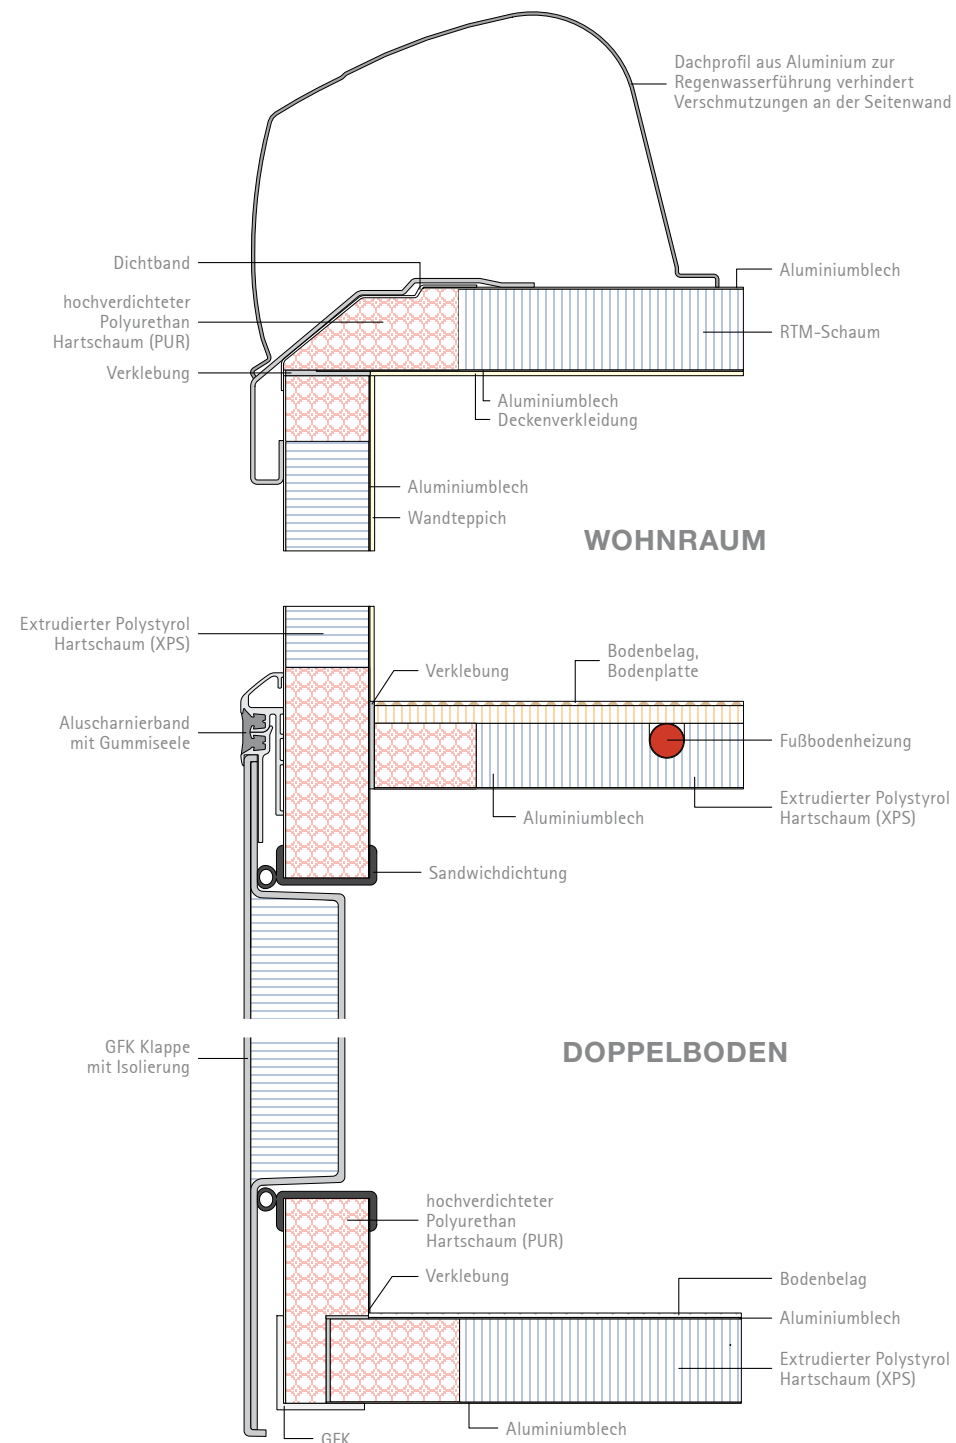 Dachprofil aus Aluminium zur
Regenwasserführung verhindert
Verschmutzungen an der Seitenwand
Dichtband
Aluminiumblech
hochverdichteter
Polyurethan
Hartschaum (PUR)
RTM-Schaum
Verklebung
Aluminiumblech
Deckenverkleidung
Aluminiumblech
Wandteppich
WOHNRAUM
Extrudierter Polystyrol
Hartschaum (XPS)
Verklebung
Bodenbelag,
Bodenplatte
Aluscharnierband
mit Gummiseele
Fußbodenheizung
Extrudierter Polystyrol
Hartschaum (XPS)
Aluminiumblech
Sandwichdichtung
GFK Klappe
mit Isolierung
DOPPELBODEN
hochverdichteter
Polyurethan
Hartschaum (PUR)
Verklebung
Bodenbelag
Aluminiumblech
Extrudierter Polystyrol
Hartschaum (XPS)
Aluminiumblech
GFK